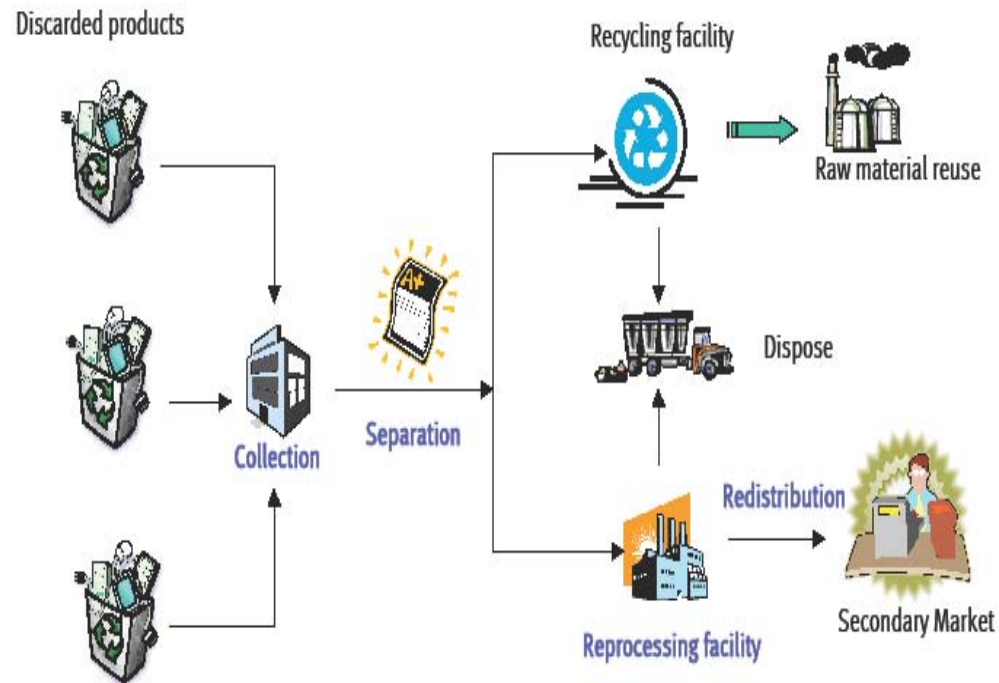 Discarded products
Recycling facility
Raw material reuse
A+
Separation
Collection
Dispose
Redistribution
Secondary Market
Reprocessing facility